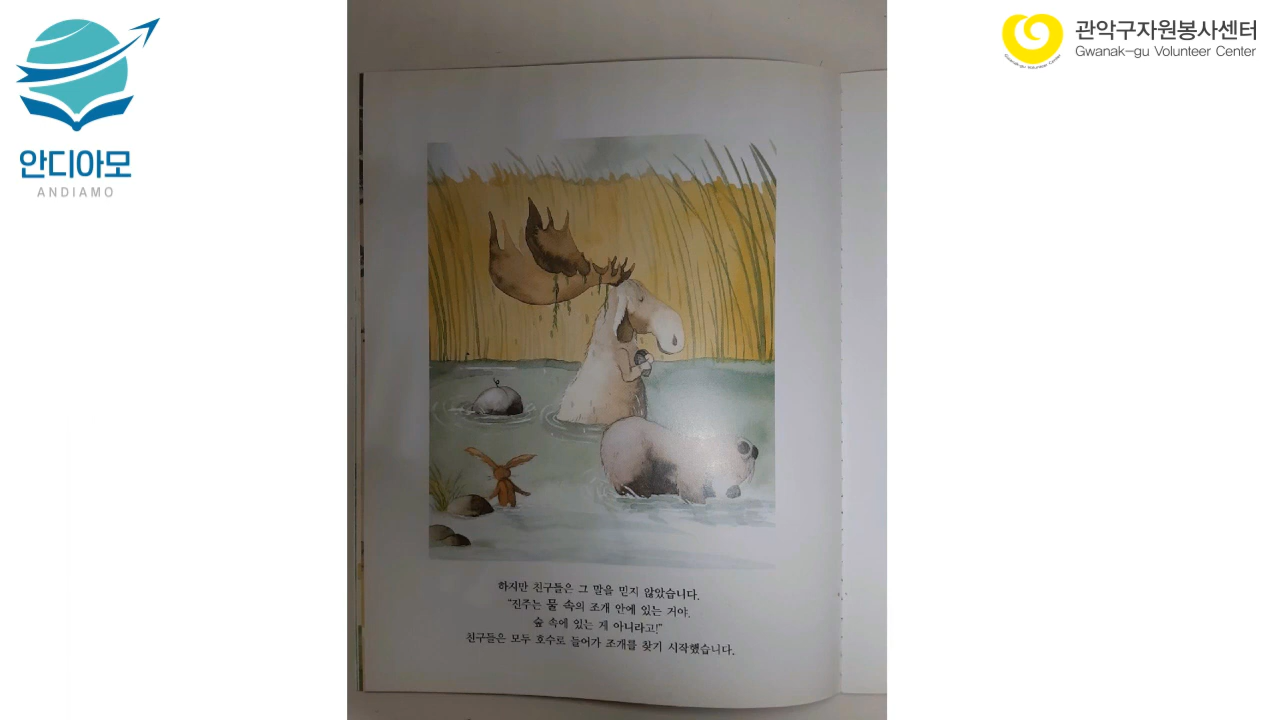 안디아모
ANDIAMO
관악구자원봉사센터
Gwanak-gu Volunteer Center
Gwanak-gu Volunteer Center
하지만 친구들은 그 말을 믿지 않았습니다.
“진주는 물 속의 조개 안에 있는 거야.
숲 속에 있는 게 아니라고!”
친구들은 모두 호수로 들어가 조개를 찾기 시작했습니다.